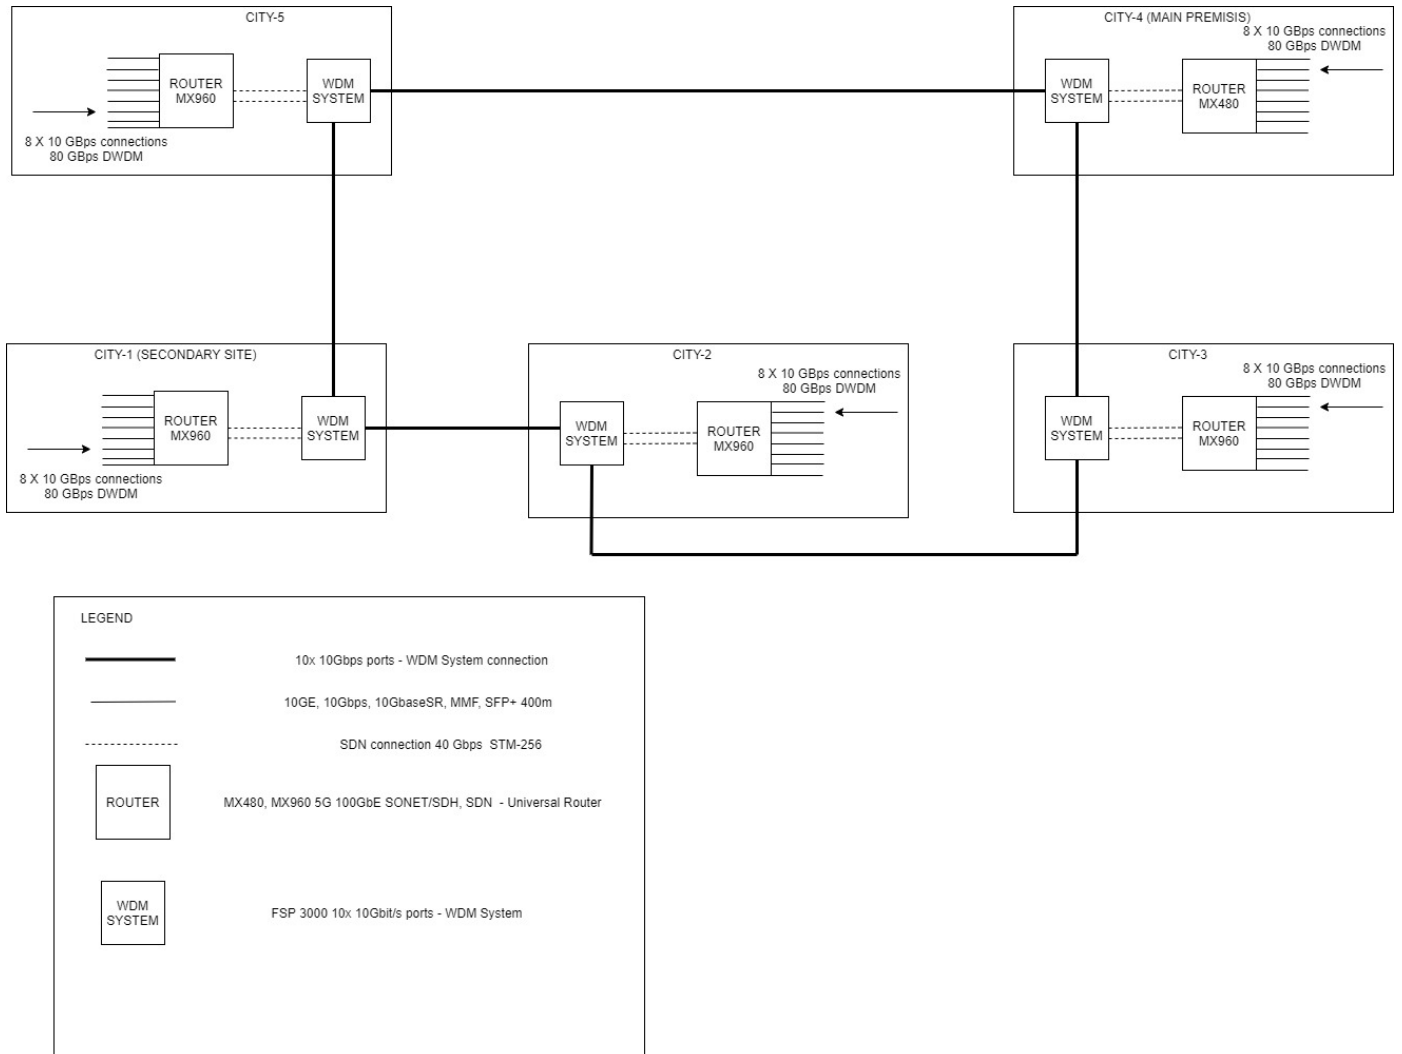 CITY-5
ROUTER
MX960
WDM
SYSTEM
8 X 10 GBps connections
80 GBps DWDM
CITY-4 (MAIN PREMISIS)
8 X 10 GBps connections
80 GBps DWDM
WDM
SYSTEM
ROUTER
MX480
CITY-1 (SECONDARY SITE)
ROUTER
MX960
WDM
SYSTEM
8 X 10 GBps connections
80 GBps DWDM
CITY-2
8 X 10 GBps connections
80 GBps DWDM
WDM
SYSTEM
ROUTER
MX960
CITY-3
8 X 10 GBps connections
80 GBps DWDM
WDM
SYSTEM
ROUTER
MX960
LEGEND
10x 10Gbps ports - WDM System connection
10GE, 10Gbps, 10GbaseSR, MMF, SFP+ 400m
SDN connection 40 Gbps  STM-256
ROUTER
MX480, MX960 5G 100GbE SONET/SDH, SDN  - Universal Router
WDM
SYSTEM
FSP 3000 10x 10Gbit/s ports - WDM System